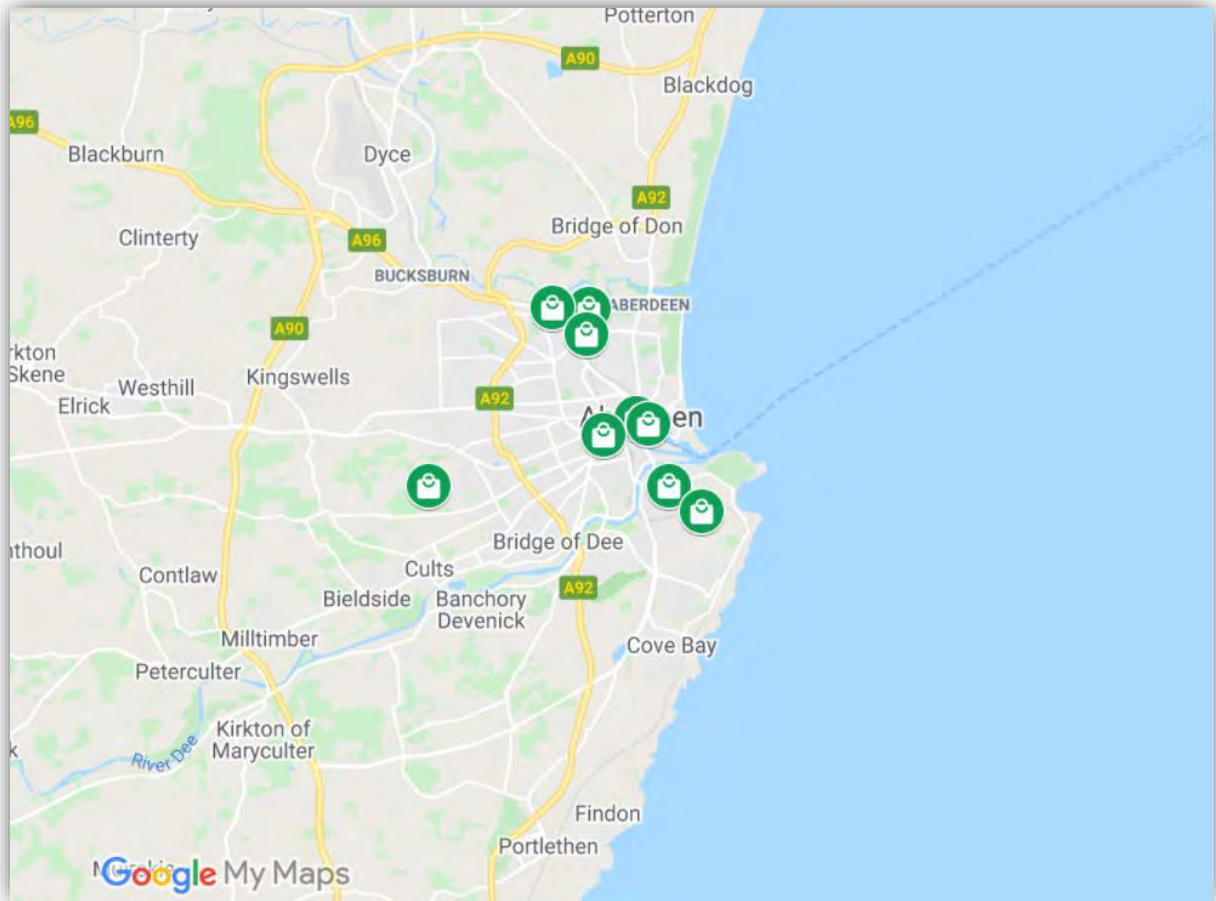 Potterton
A90
Blackdog
A96
Blackburn
Dyce
A92
Bridge of Don
Clinterty
A96
BUCKSBURN
ABERDEEN
A90
Skene
Westhill
Kingswells
Elrick
A92
Bridge of Dee
Contlaw
Cults
A92
Bieldside
Banchory
Devenick
Milltimber
Cove Bay
Peterculter
Kirkton of
Maryculter
River Dee
Findon
Portlethen
Google My Maps